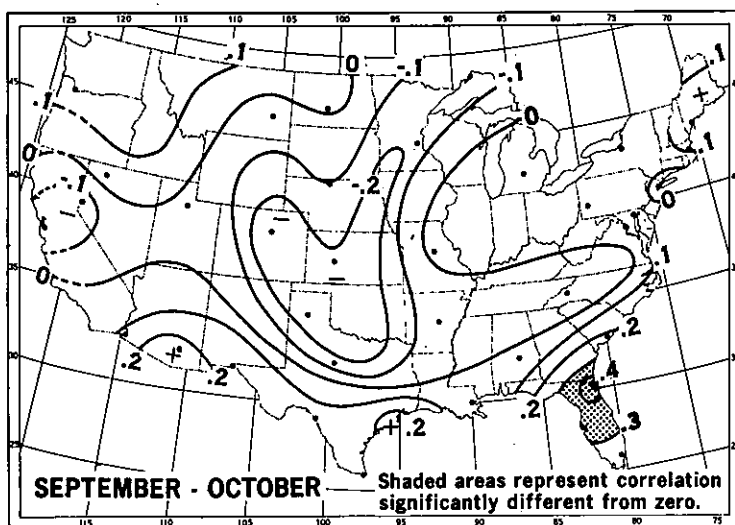 125 120 115 110 105 100 95 90 85 80 75 70
.1 0 -.1 -.1 .1
45
.1 +
0 0 .1
40 -.1 -.2 0
− −
35 −
0 .1
30 + .2
.2 .2 .4
+ .2 .2 .3
25
SEPTEMBER - OCTOBER
Shaded areas represent correlation
significantly different from zero.
115 110 105 100 95 90 85 80 75